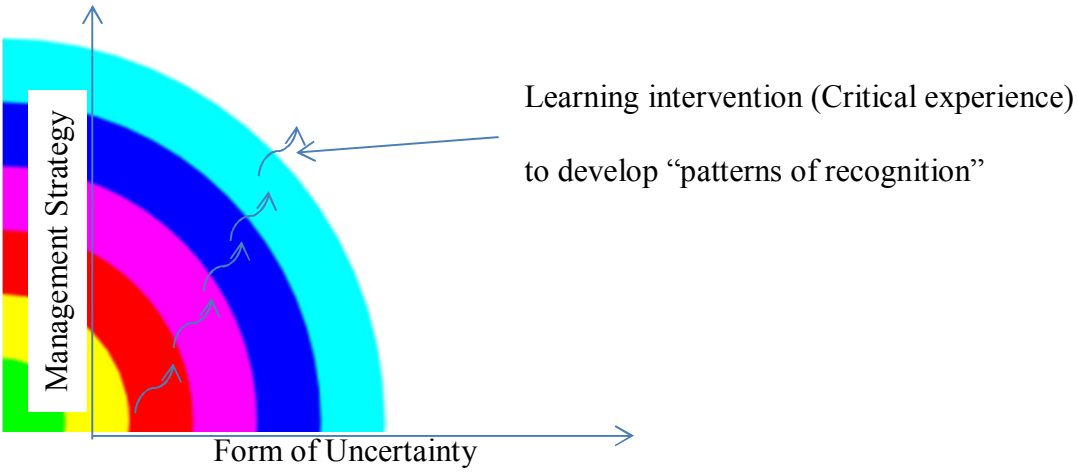 Management Strategy
Learning intervention (Critical experience)
to develop “patterns of recognition”
Form of Uncertainty